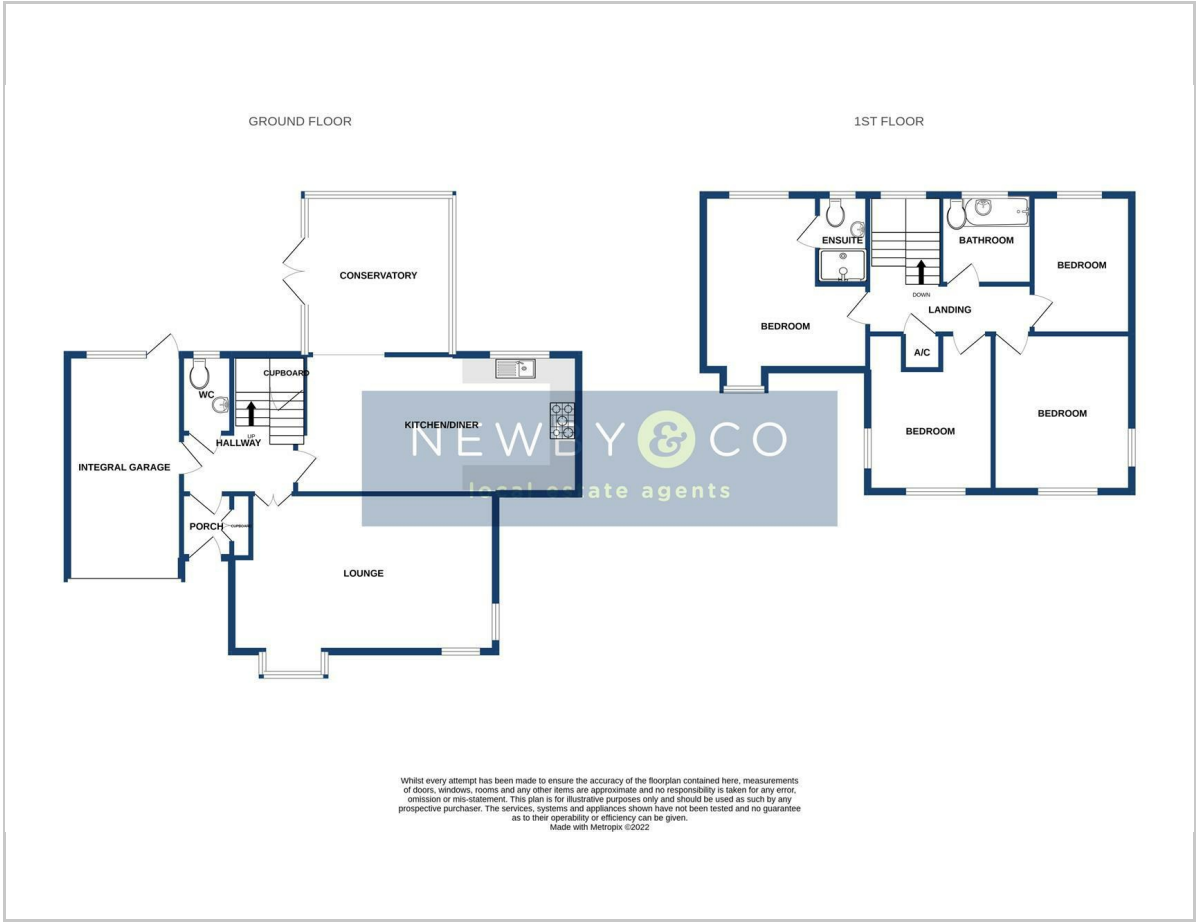 GROUND FLOOR
1ST FLOOR
CONSERVATORY
CUPBOARD
WC
UP
HALLWAY
KITCHEN/DINER
INTEGRAL GARAGE
PORCH
CUPBOARD
LOUNGE
ENSUITE
BATHROOM
BEDROOM
DOWN
LANDING
BEDROOM
A/C
BEDROOM
BEDROOM
NEWBY & CO
local estate agents
Whilst every attempt has been made to ensure the accuracy of the floorplan contained here, measurements
of doors, windows, rooms and any other items are approximate and no responsibility is taken for any error,
omission or mis-statement. This plan is for illustrative purposes only and should be used as such by any
prospective purchaser. The services, systems and appliances shown have not been tested and no guarantee
as to their operability or efficiency can be given.
Made with Metropix ©2022